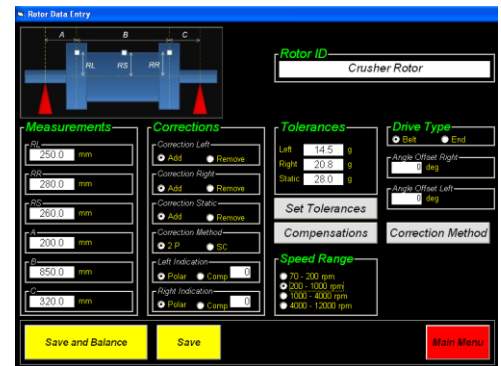 Rotor Data Entry
A B C
RL RS RR
Rotor ID
Crusher Rotor
Measurements
RL
250.0 mm
RR
280.0 mm
RS
260.0 mm
A
200.0 mm
B
850.0 mm
C
320.0 mm
Corrections
Correction Left
Add Remove
Correction Right
Add Remove
Correction Static
Add Remove
Correction Method
2 P SC
Left Indication
Polar Comp 0
Right Indication
Polar Comp 0
Tolerances
Left 14.5 g
Right 20.8 g
Static 28.0 g
Set Tolerances
Compensations
Speed Range
70 - 200 rpm
200 - 1000 rpm
1000 - 4000 rpm
4000 - 12000 rpm
Drive Type
Belt End
Angle Offset Right
0 deg
Angle Offset Left
0 deg
Correction Method
Save and Balance
Save
Main Menu